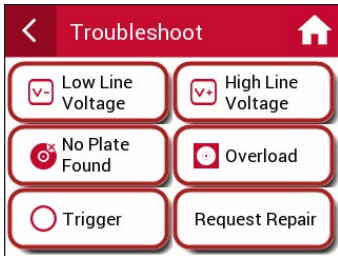 Troubleshoot
Low Line
Voltage
High Line
Voltage
No Plate
Found
Overload
Trigger
Request Repair